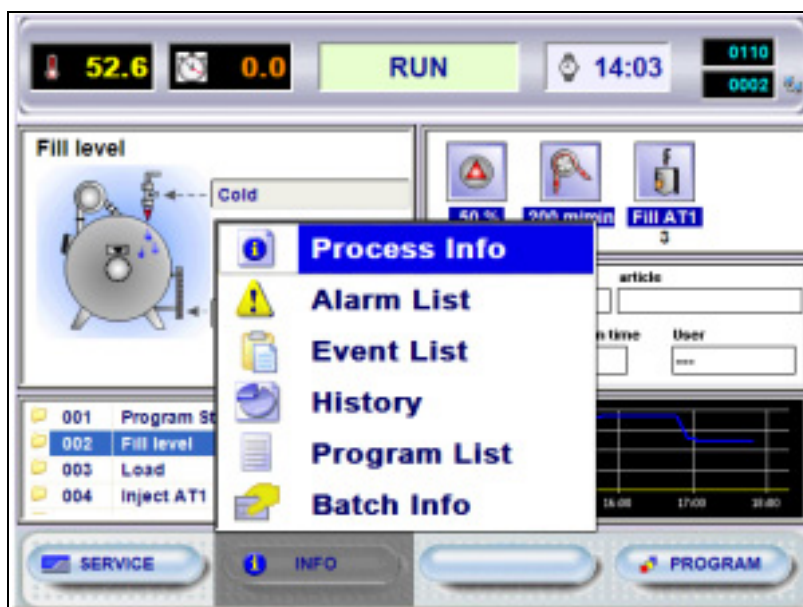 52.6 0.0 RUN 14:03 0110
0002
Fill level
Cold
50 % 200 m/min Fill AT1
3
F
Process Info
Alarm List
Event List
History
Program List
Batch Info
article
time User
---
001 Program St
002 Fill level
003 Load
004 Inject AT1
16:00 17:00 18:00
SERVICE INFO PROGRAM